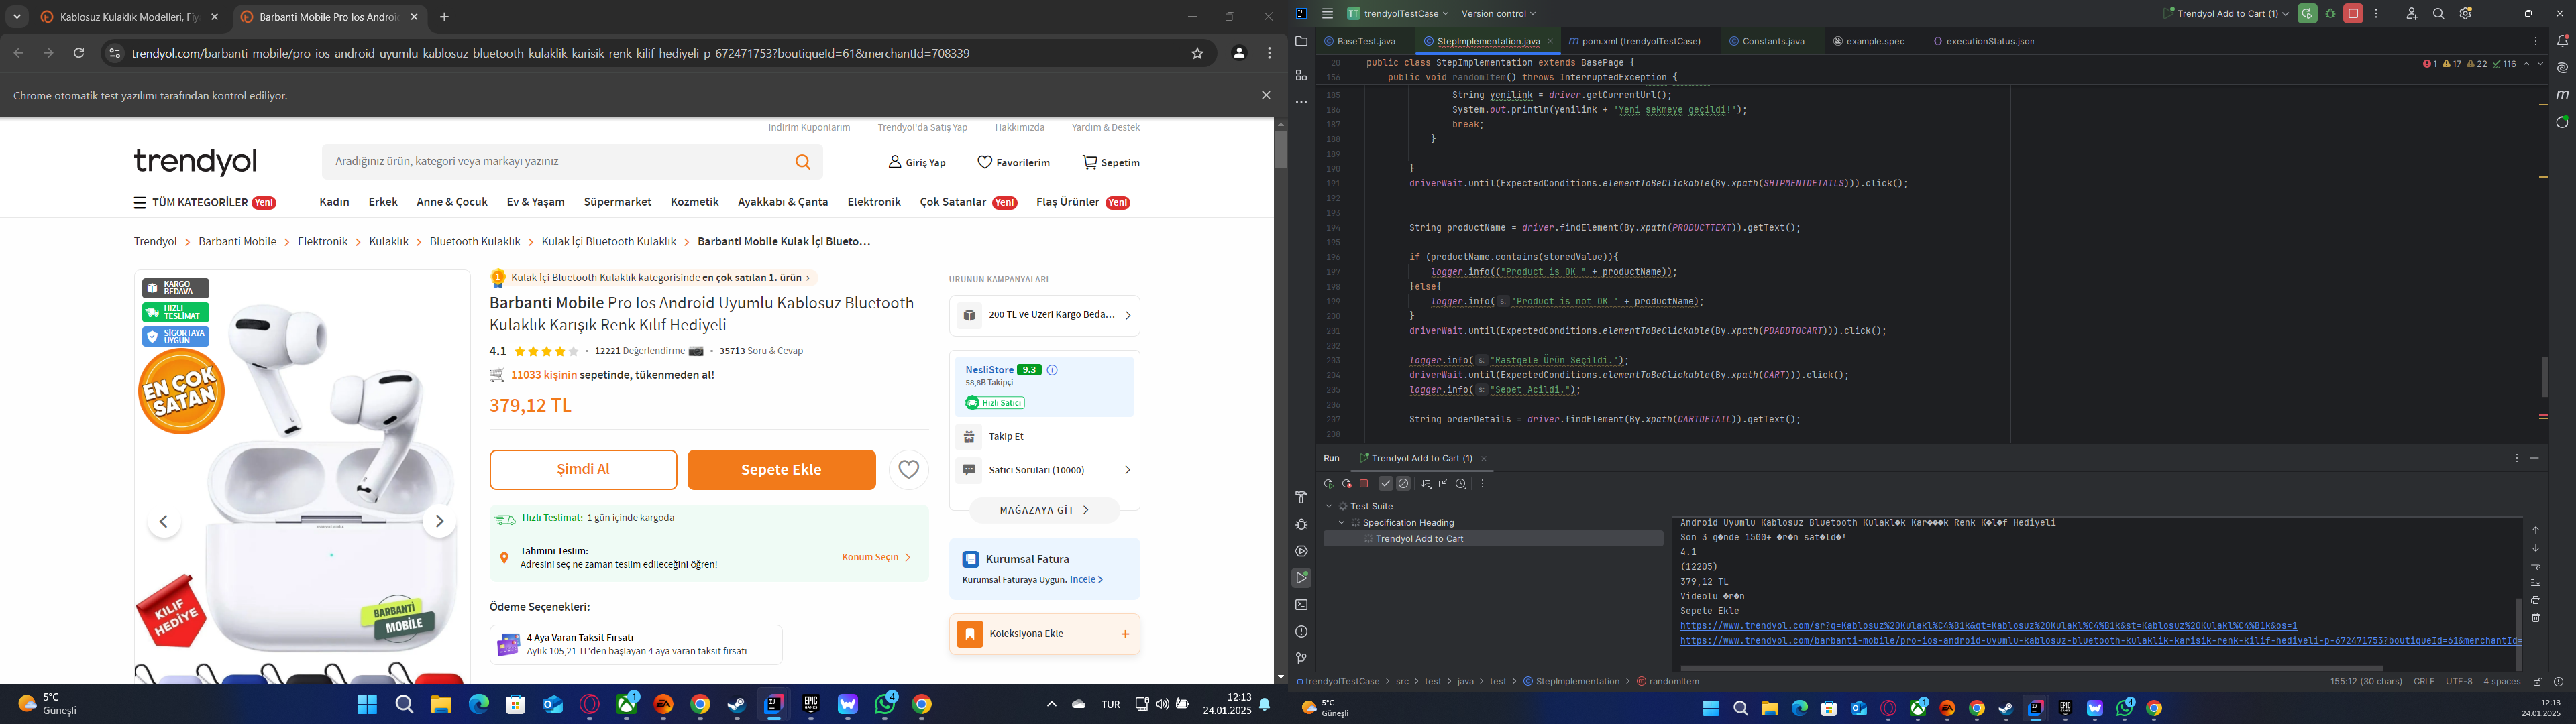 Kablosuz Kulaklık Modelleri, Fiy
Barbanti Mobile Pro Ios Androi
trendyol.com/barbanti-mobile/pro-ios-android-uyumlu-kablosuz-bluetooth-kulaklik-karisik-renk-kilif-hediyeli-p-672471753?boutiqueId=61&merchantId=708339
Chrome otomatik test yazılımı tarafından kontrol ediliyor.
İndirim Kuponlarım Trendyol'da Satış Yap Hakkımızda Yardım & Destek
trendyol
Aradığınız ürün, kategori veya markayı yazınız
Giriş Yap Favorilerim Sepetim
TÜM KATEGORİLER Yeni Kadın Erkek Anne & Çocuk Ev & Yaşam Süpermarket Kozmetik Ayakkabı & Çanta Elektronik Çok Satanlar Yeni Flaş Ürünler Yeni
Trendyol > Barbanti Mobile > Elektronik > Kulaklık > Bluetooth Kulaklık > Kulak İçi Bluetooth Kulaklık > Barbanti Mobile Kulak İçi Blueto...
KARGO
BEDAVA
HIZLI
TESLİMAT
SİGORTAYA
UYGUN
EN ÇOK
SATAN
KILIF
HEDİYE
BARBANTİ
MOBİLE
1 Kulak İçi Bluetooth Kulaklık kategorisinde en çok satılan 1. ürün >
Barbanti Mobile Pro Ios Android Uyumlu Kablosuz Bluetooth
Kulaklık Karışık Renk Kılıf Hediyeli
4.1 • 12221 Değerlendirme • 35713 Soru & Cevap
11033 kişinin sepetinde, tükenmeden al!
379,12 TL
Şimdi Al
Sepete Ekle
Hızlı Teslimat: 1 gün içinde kargoda
Tahmini Teslim:
Adresini seç ne zaman teslim edileceğini öğren!
Konum Seçin >
Ödeme Seçenekleri:
4 Aya Varan Taksit Fırsatı
Aylık 105,21 TL'den başlayan 4 aya varan taksit fırsatı
ÜRÜNÜN KAMPANYALARI
200 TL ve Üzeri Kargo Beda...
NesliStore 9.3
58,8B Takipçi
Hızlı Satıcı
Takip Et
Satıcı Soruları (10000)
MAĞAZAYA GİT >
Kurumsal Fatura
Kurumsal Faturaya Uygun. İncele >
Koleksiyona Ekle +
5°C
Güneşli
1
4
TUR
12:13
24.01.2025
TT trendyolTestCase Version control
Trendyol Add to Cart (1)
BaseTest.java StepImplementation.java pom.xml (trendyolTestCase) Constants.java example.spec executionStatus.json
1 17 22 116
20 public class StepImplementation extends BasePage {
156 public void randomItem() throws InterruptedException {
185 String yenilink = driver.getCurrentUrl();
186 System.out.println(yenilink + "Yeni sekmeye geçildi!");
187 break;
188 }
189
190 }
191 driverWait.until(ExpectedConditions.elementToBeClickable(By.xpath(SHIPMENTDETAILS))).click();
192
193
194 String productName = driver.findElement(By.xpath(PRODUCTTEXT)).getText();
195
196 if (productName.contains(storedValue)){
197 logger.info(("Product is OK " + productName));
198 }else{
199 logger.info( s: "Product is not OK " + productName);
200 }
201 driverWait.until(ExpectedConditions.elementToBeClickable(By.xpath(PDADDTOCART))).click();
202
203 logger.info( s: "Rastgele Ürün Seçildi.");
204 driverWait.until(ExpectedConditions.elementToBeClickable(By.xpath(CART))).click();
205 logger.info( s: "Sepet Acildi.");
206
207 String orderDetails = driver.findElement(By.xpath(CARTDETAIL)).getText();
208
Run Trendyol Add to Cart (1)
Test Suite
Specification Heading
Trendyol Add to Cart
Android Uyumlu Kablosuz Bluetooth Kulakl�k Kar���k Renk K�l�f Hediyeli
Son 3 g�nde 1500+ �r�n sat�ld�!
4.1
(12205)
379,12 TL
Videolu �r�n
Sepete Ekle
https://www.trendyol.com/sr?q=Kablosuz%20Kulakl%C4%B1k&qt=Kablosuz%20Kulakl%C4%B1k&st=Kablosuz%20Kulakl%C4%B1k&os=1
https://www.trendyol.com/barbanti-mobile/pro-ios-android-uyumlu-kablosuz-bluetooth-kulaklik-karisik-renk-kilif-hediyeli-p-672471753?boutiqueId=61&merchantId=
trendyolTestCase > src > test > java > test > StepImplementation > randomItem
155:12 (30 chars) CRLF UTF-8 4 spaces
5°C
Güneşli
1
4
12:13
24.01.2025